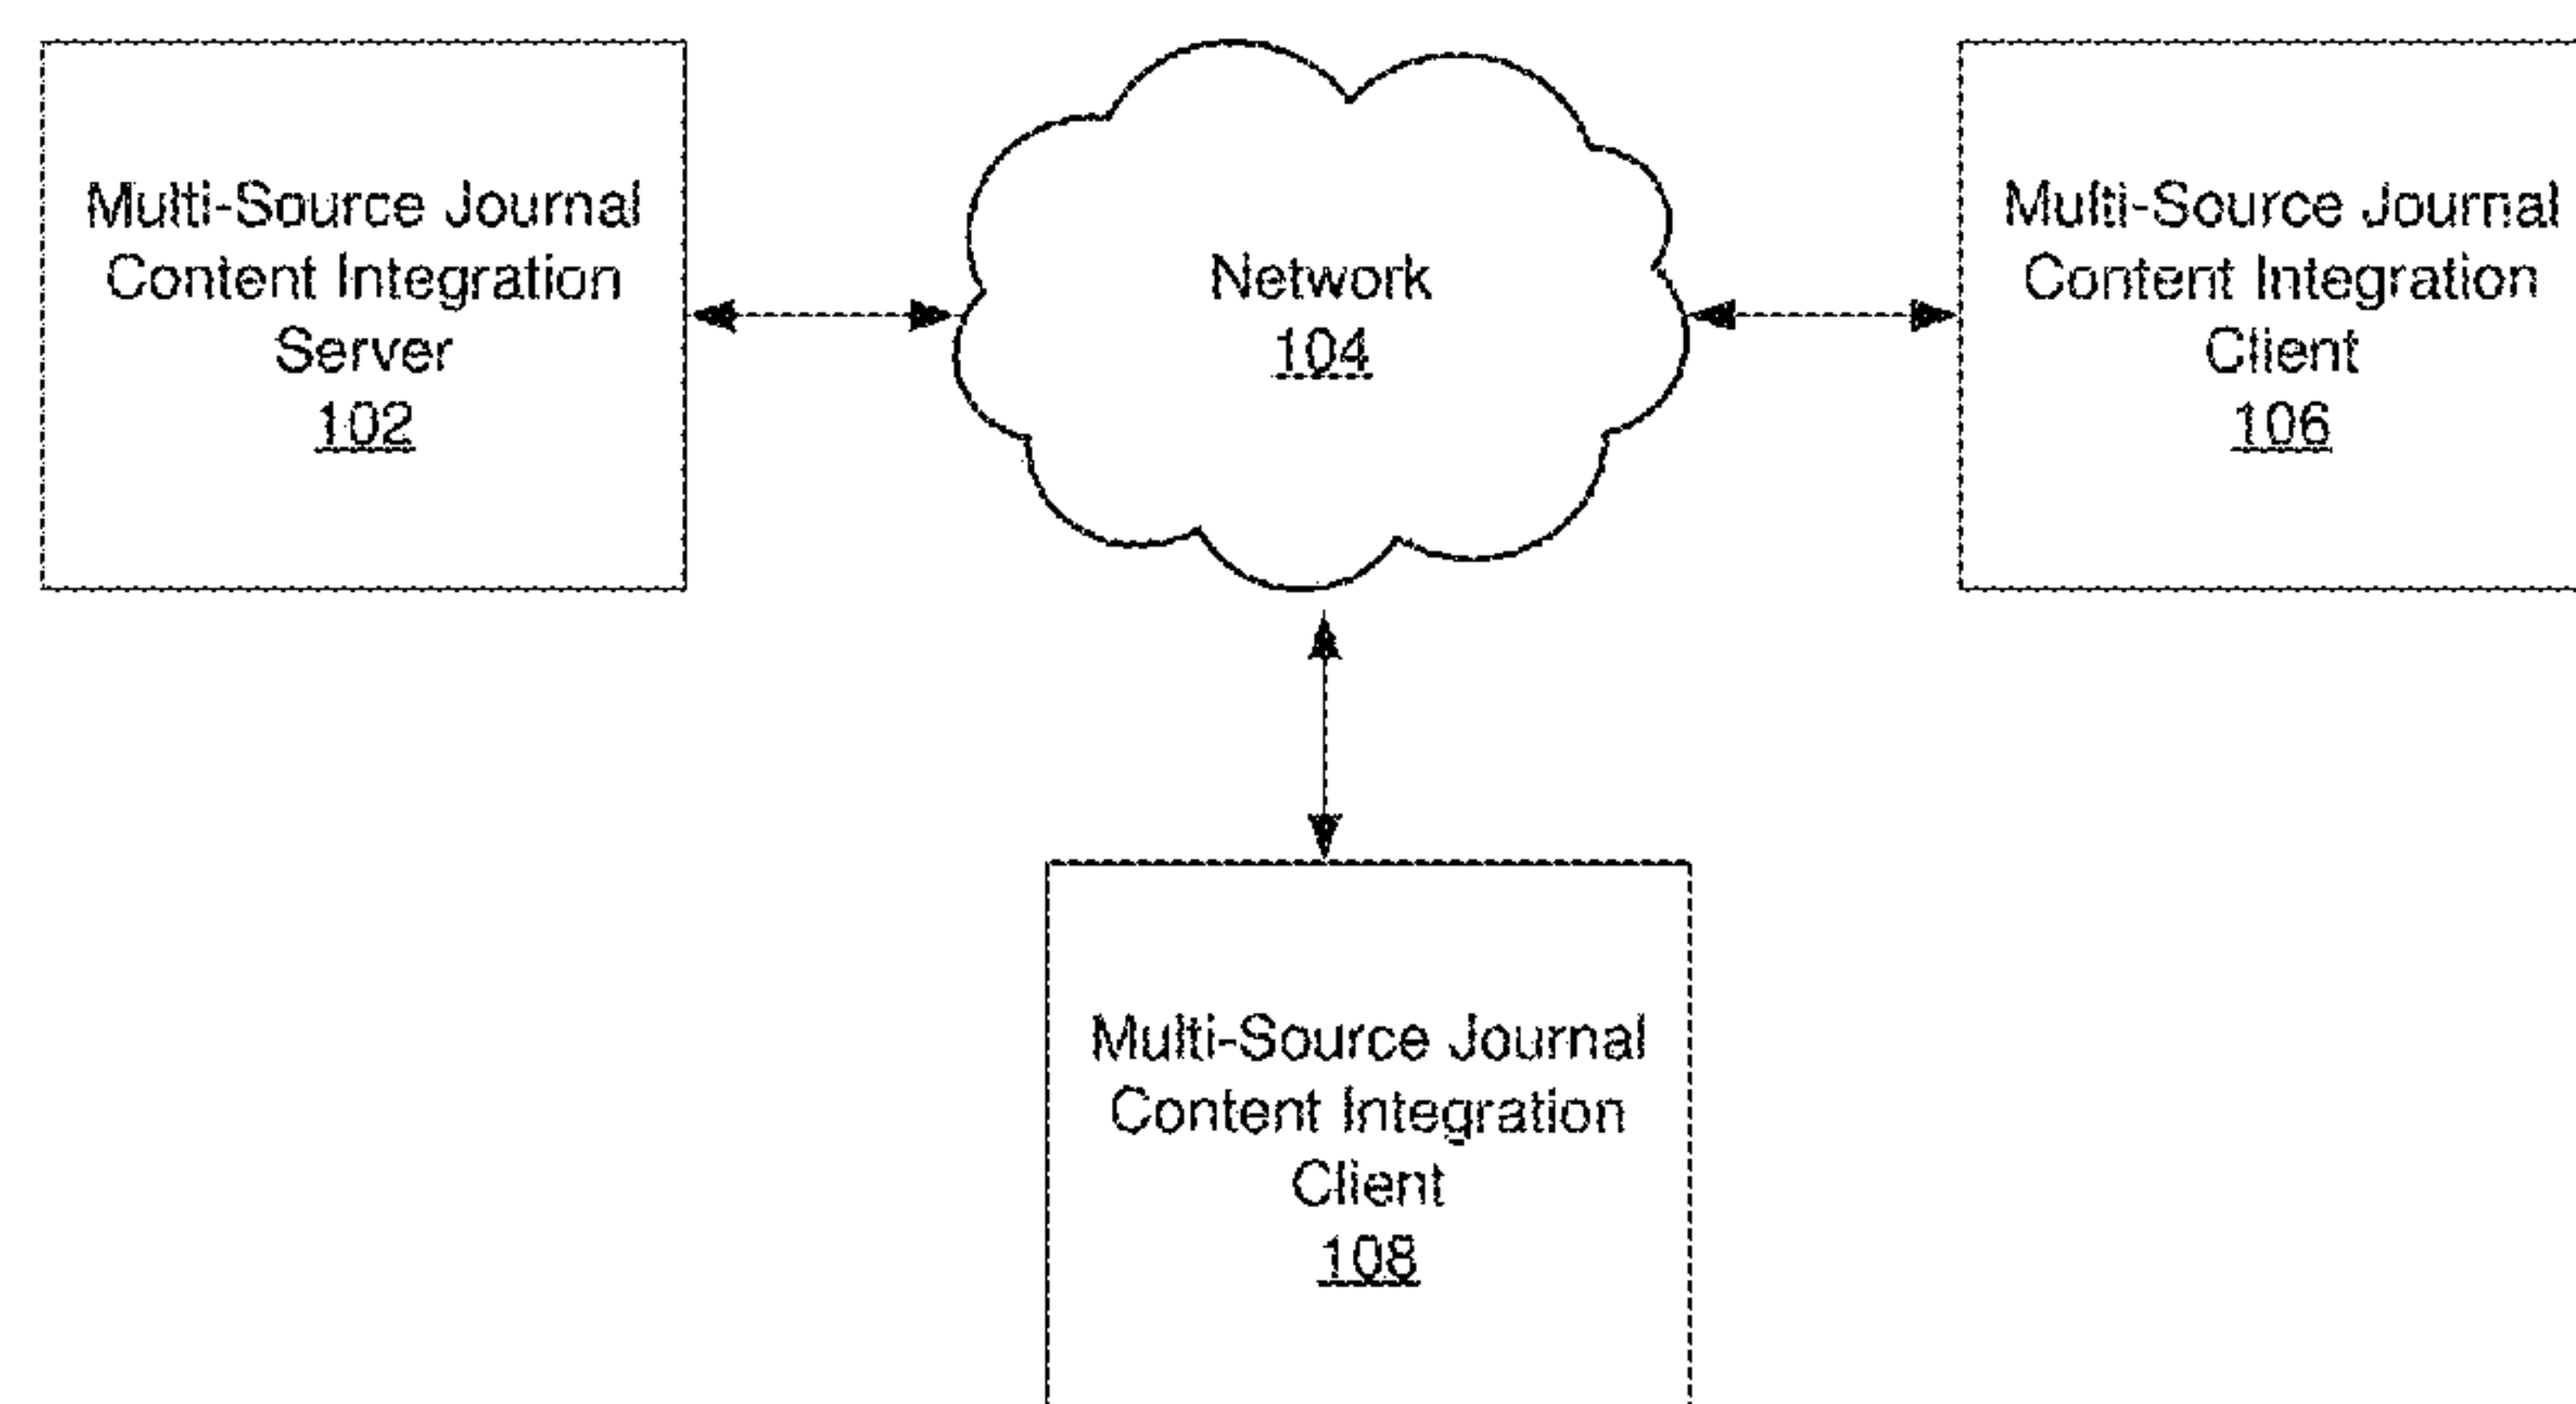 Multi-Source Journal
Content Integration
Server
102
Network
104
Multi-Source Journal
Content Integration
Client
106
Multi-Source Journal
Content Integration
Client
108